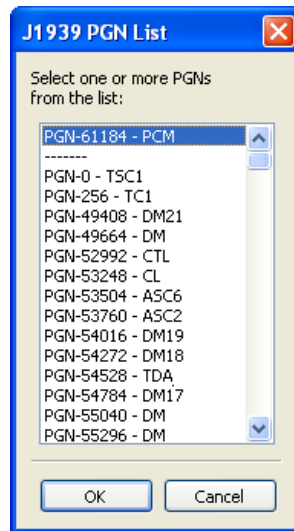 J1939 PGN List
Select one or more PGNs
from the list:
PGN-61184 - PCM
-------
PGN-0 - TSC1
PGN-256 - TC1
PGN-49408 - DM21
PGN-49664 - DM
PGN-52992 - CTL
PGN-53248 - CL
PGN-53504 - ASC6
PGN-53760 - ASC2
PGN-54016 - DM19
PGN-54272 - DM18
PGN-54528 - TDA
PGN-54784 - DM17
PGN-55040 - DM
PGN-55296 - DM
OK
Cancel